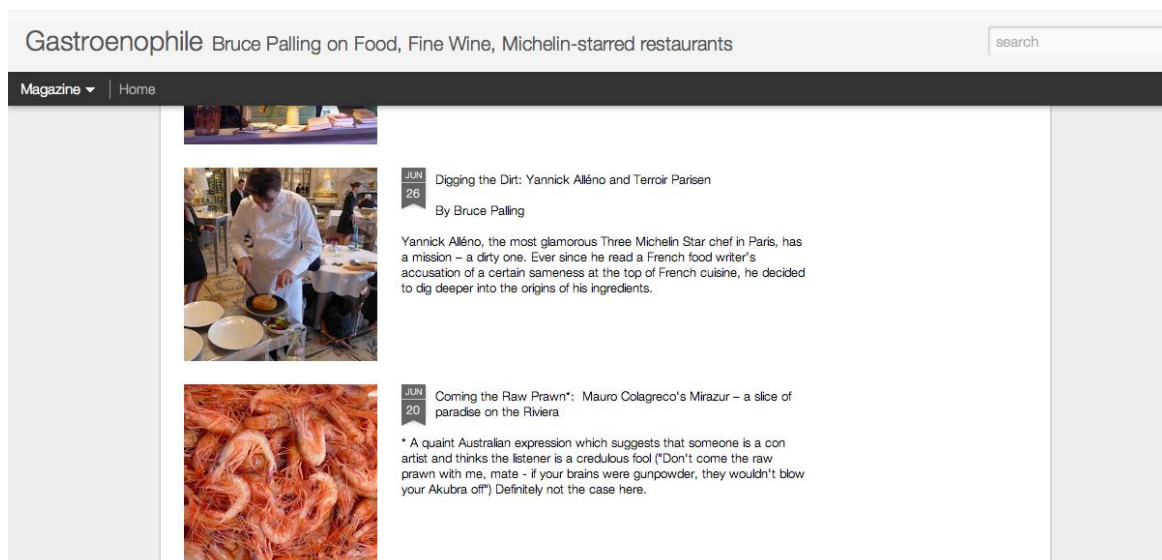 Gastroenophile Bruce Palling on Food, Fine Wine, Michelin-starred restaurants
search
Magazine
Home
JUN
26
Digging the Dirt: Yannick Alléno and Terroir Parisen
By Bruce Palling
Yannick Alléno, the most glamorous Three Michelin Star chef in Paris, has
a mission – a dirty one. Ever since he read a French food writer's
accusation of a certain sameness at the top of French cuisine, he decided
to dig deeper into the origins of his ingredients.
JUN
20
Coming the Raw Prawn*: Mauro Colagreco's Mirazur – a slice of
paradise on the Riviera
* A quaint Australian expression which suggests that someone is a con
artist and thinks the listener is a credulous fool ("Don't come the raw
prawn with me, mate - if your brains were gunpowder, they wouldn't blow
your Akubra off") Definitely not the case here.